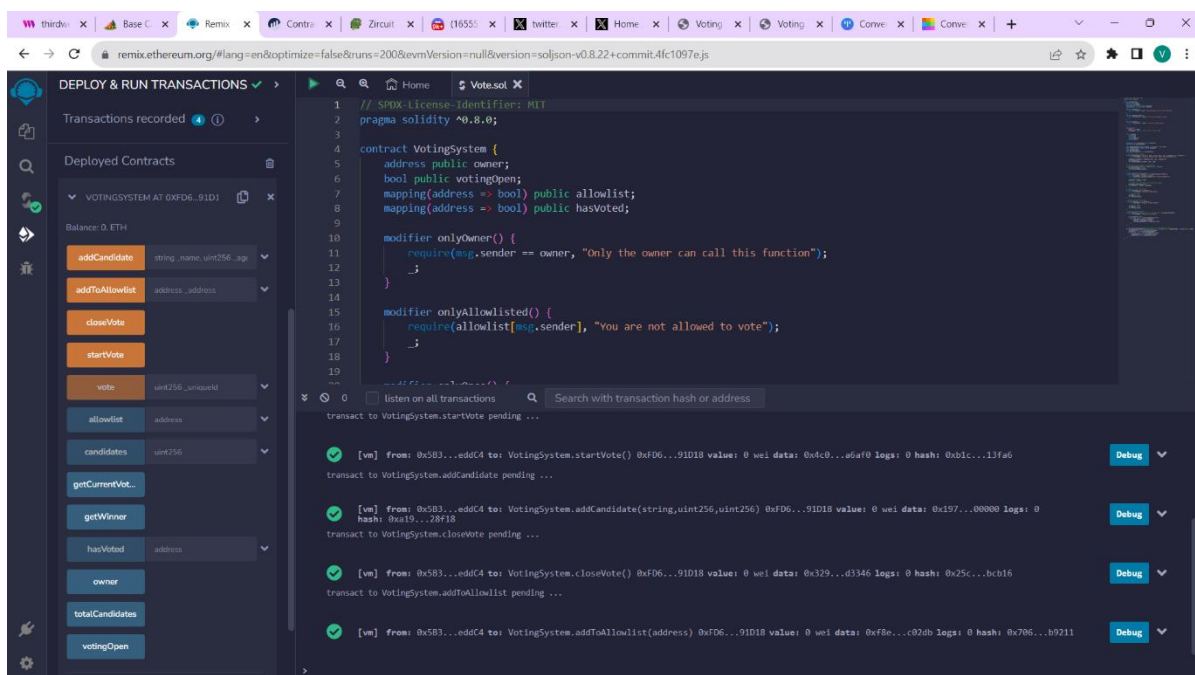 thirdw
Base C
Remix
Contra
Zircuit
(16555
twitter
Home
Voting
Voting
Conve
Conve
remix.ethereum.org/#lang=en&optimize=false&runs=200&evmVersion=null&version=soljson-v0.8.22+commit.4fc1097e.js
V
DEPLOY & RUN TRANSACTIONS
Transactions recorded 4
Deployed Contracts
VOTINGSYSTEM AT 0XFD6...91D1
Balance: 0. ETH
addCandidate string _name, uint256 _age
addToAllowlist address _address
closeVote
startVote
vote uint256 _uniqueId
allowlist address
candidates uint256
getCurrentVot...
getWinner
hasVoted address
owner
totalCandidates
votingOpen
Home
Vote.sol
1 // SPDX-License-Identifier: MIT
2 pragma solidity ^0.8.0;
3
4 contract VotingSystem {
5 address public owner;
6 bool public votingOpen;
7 mapping(address => bool) public allowlist;
8 mapping(address => bool) public hasVoted;
9
10 modifier onlyOwner() {
11 require(msg.sender == owner, "Only the owner can call this function");
12 _;
13 }
14
15 modifier onlyAllowlisted() {
16 require(allowlist[msg.sender], "You are not allowed to vote");
17 _;
18 }
19
0
listen on all transactions
Search with transaction hash or address
transact to VotingSystem.startVote pending ...
[vm] from: 0x5B3...eddC4 to: VotingSystem.startVote() 0xFD6...91D18 value: 0 wei data: 0x4c0...a6af0 logs: 0 hash: 0xb1c...13fa6
Debug
transact to VotingSystem.addCandidate pending ...
[vm] from: 0x5B3...eddC4 to: VotingSystem.addCandidate(string,uint256,uint256) 0xFD6...91D18 value: 0 wei data: 0x197...00000 logs: 0
hash: 0xa19...28f18
Debug
transact to VotingSystem.closeVote pending ...
[vm] from: 0x5B3...eddC4 to: VotingSystem.closeVote() 0xFD6...91D18 value: 0 wei data: 0x329...d3346 logs: 0 hash: 0x25c...bcb16
Debug
transact to VotingSystem.addToAllowlist pending ...
[vm] from: 0x5B3...eddC4 to: VotingSystem.addToAllowlist(address) 0xFD6...91D18 value: 0 wei data: 0xf8e...c02db logs: 0 hash: 0x706...b9211
Debug
>